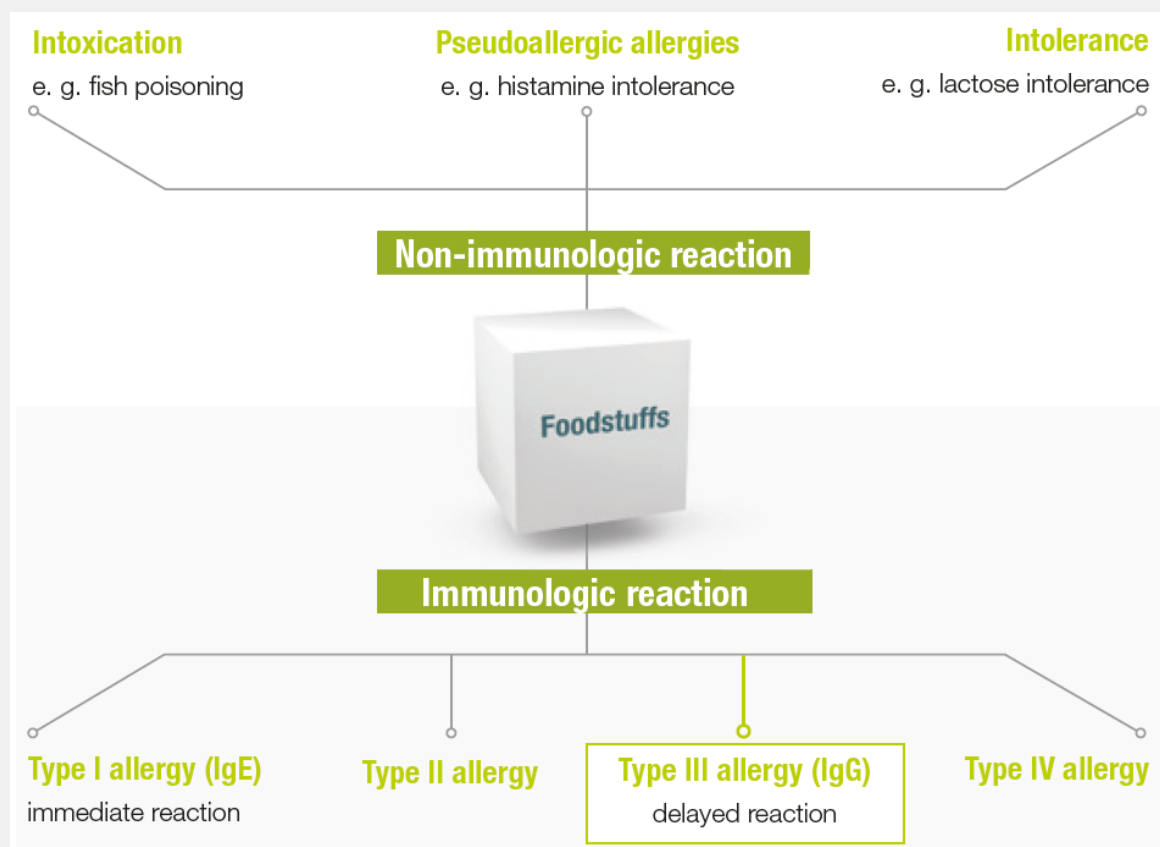 Intoxication
e. g. fish poisoning
Pseudoallergic allergies
e. g. histamine intolerance
Intolerance
e. g. lactose intolerance
Non-immunologic reaction
Foodstuffs
Immunologic reaction
Type I allergy (IgE)
immediate reaction
Type II allergy
Type III allergy (IgG)
delayed reaction
Type IV allergy